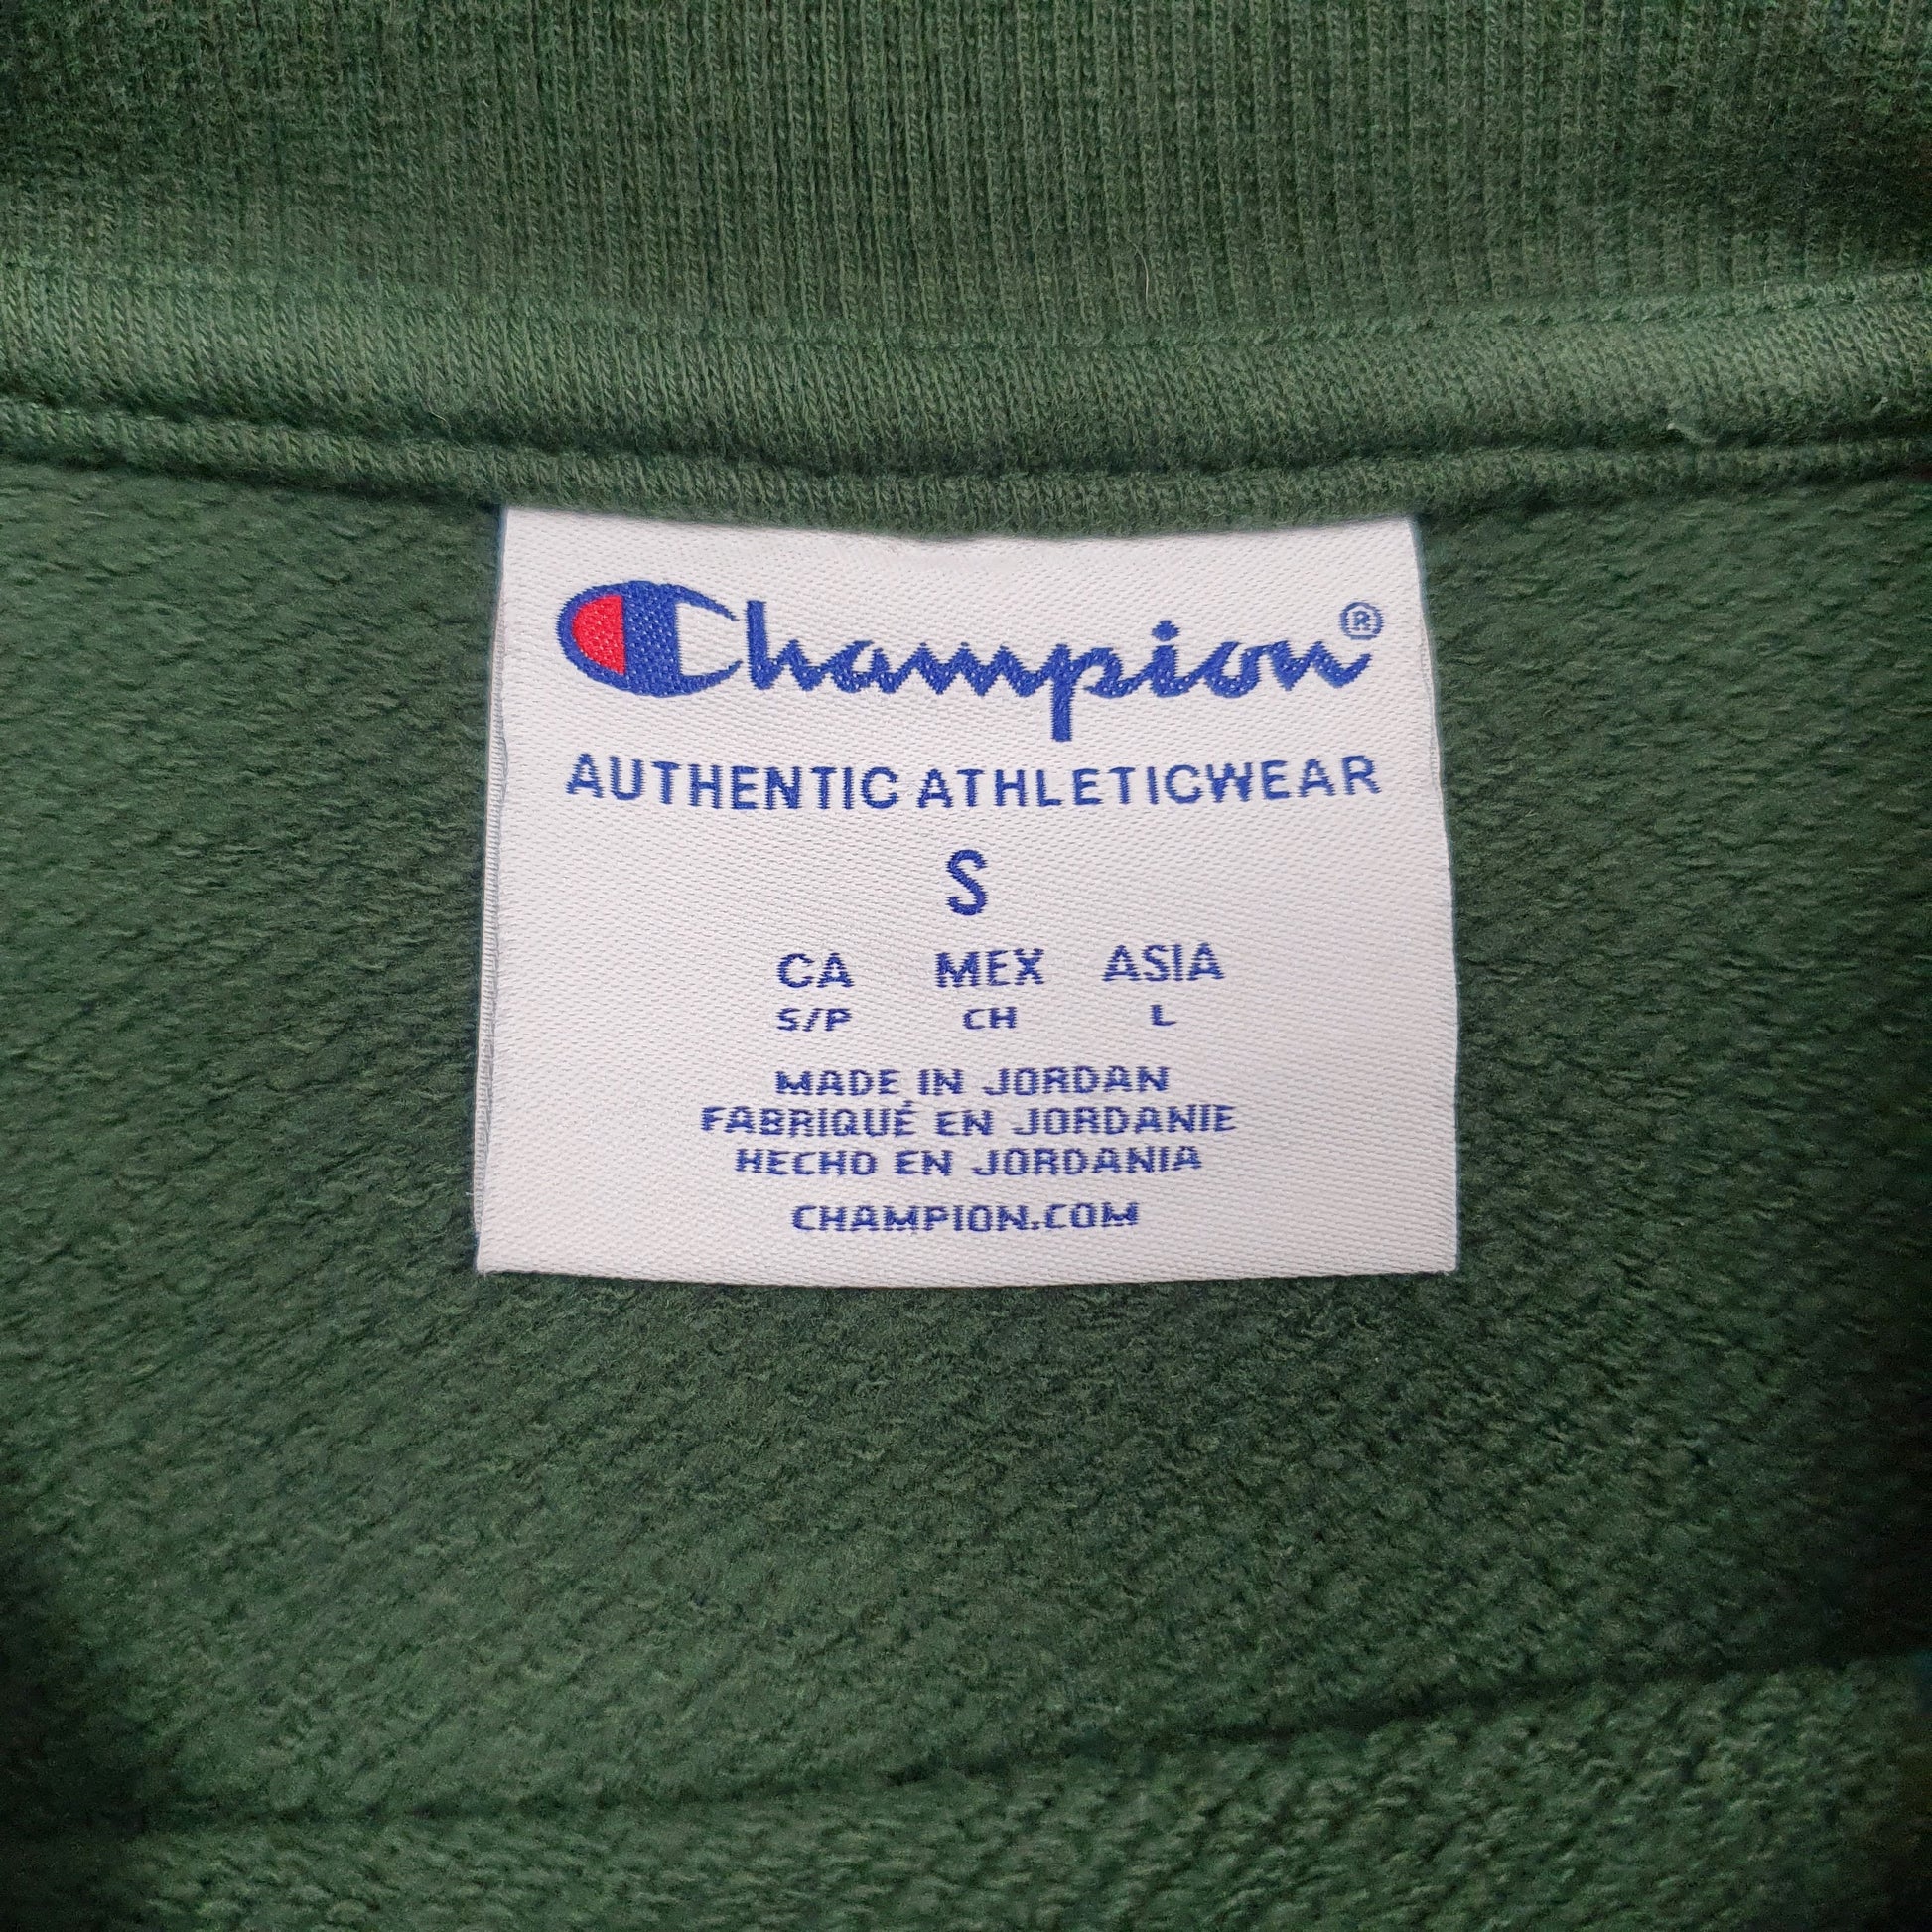 Champion®
AUTHENTIC ATHLETICWEAR
S
CA MEX ASIA
S/P CH L
MADE IN JORDAN
FABRIQUÉ EN JORDANIE
HECHO EN JORDANIA
CHAMPION.COM